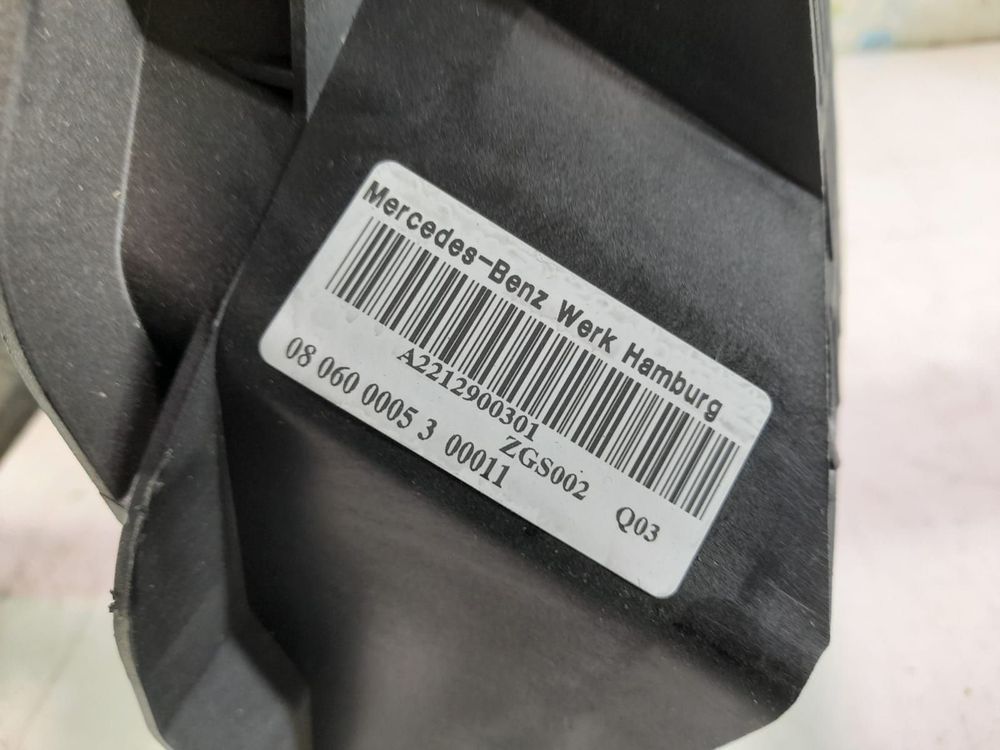 Mercedes-Benz Werk Hamburg
A2212900301 ZGS002 Q03
08 060 0005 3 00011